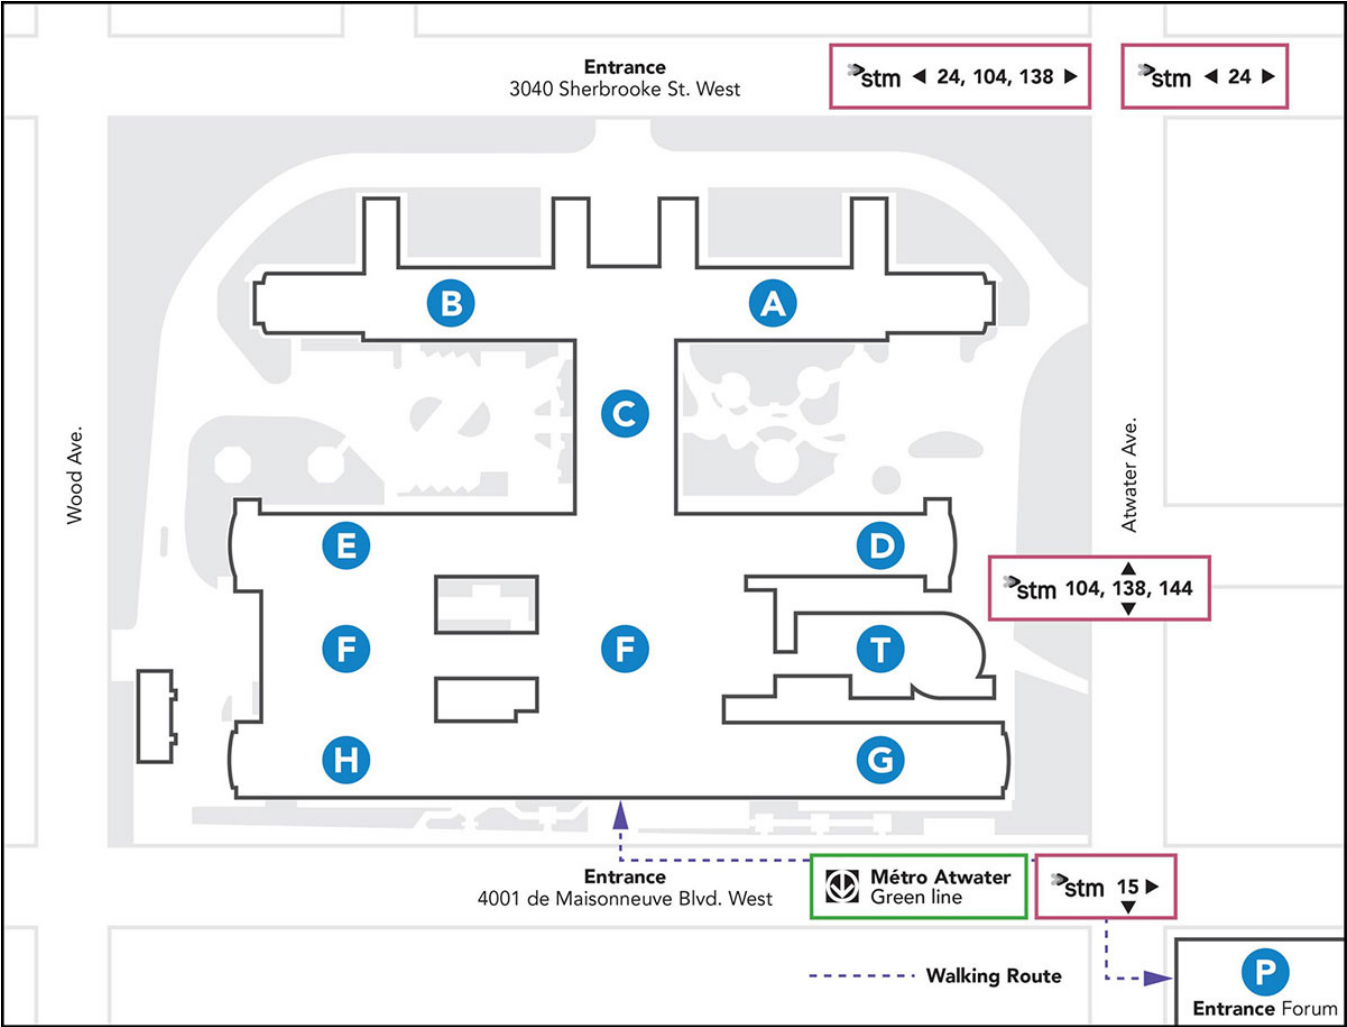 Entrance
3040 Sherbrooke St. West
stm ◄ 24, 104, 138 ►
stm ◄ 24 ►
B
A
C
Wood Ave.
Atwater Ave.
E
D
stm 104, 138, 144
F
F
T
H
G
Entrance
4001 de Maisonneuve Blvd. West
Métro Atwater
Green line
stm 15 ►
Walking Route
P
Entrance Forum